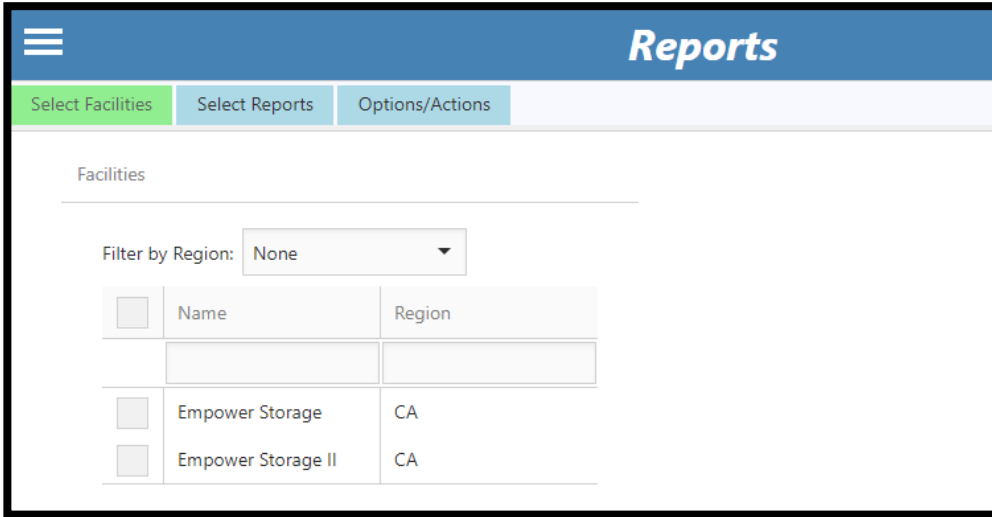 Reports
Select Facilities Select Reports Options/Actions
Facilities
Filter by Region: None
Name Region
Empower Storage CA
Empower Storage II CA